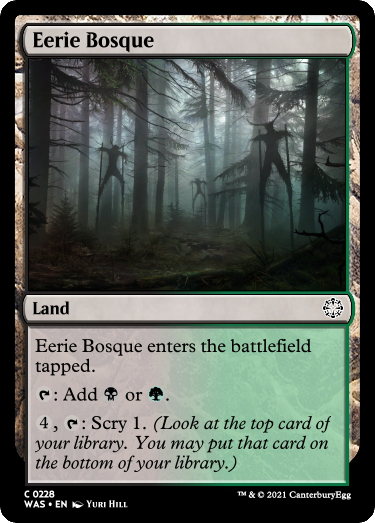 Eerie Bosque
Land
Eerie Bosque enters the battlefield
tapped.
: Add or .
4 , : Scry 1. (Look at the top card of
your library. You may put that card on
the bottom of your library.)
C 0228
WAS • EN Yuri Hill
™ & © 2021 CanterburyEgg